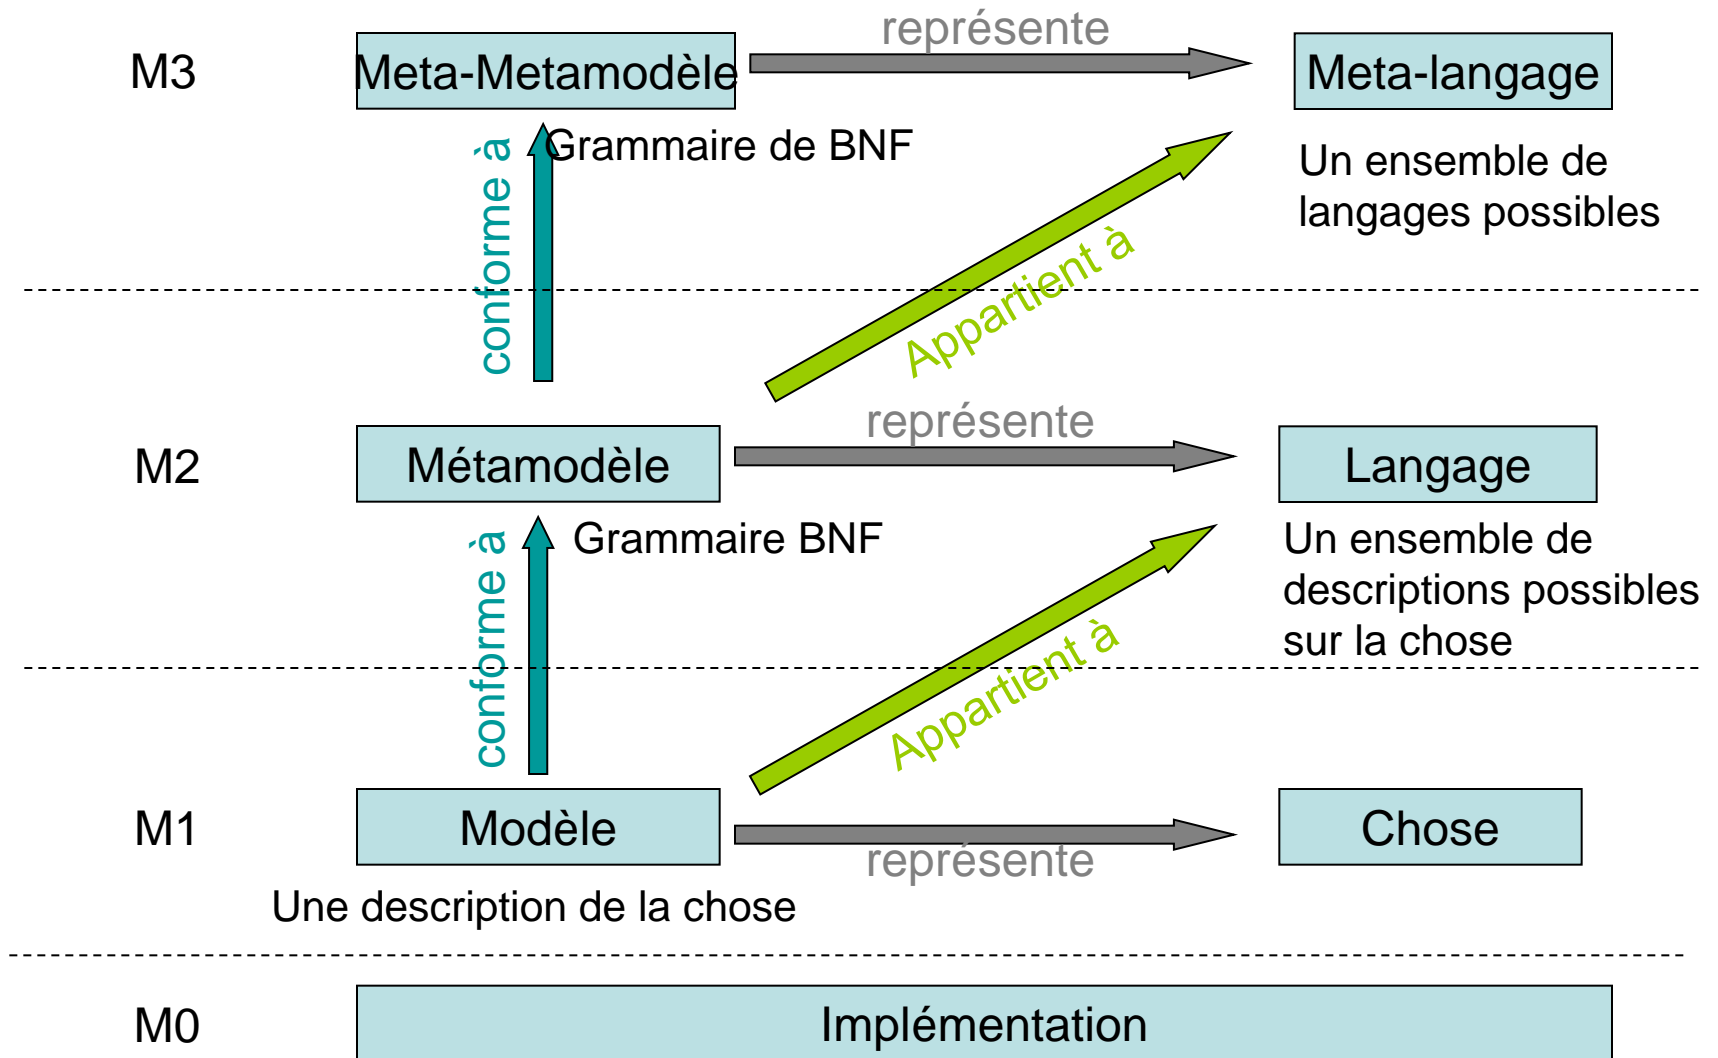 représente
M3
Meta-Metamodèle
Meta-langage
conforme à
Grammaire de BNF
Un ensemble de
langages possibles
Appartient à
représente
M2
Métamodèle
Langage
conforme à
Grammaire BNF
Un ensemble de
descriptions possibles
sur la chose
Appartient à
M1
Modèle
Chose
représente
Une description de la chose
M0
Implémentation